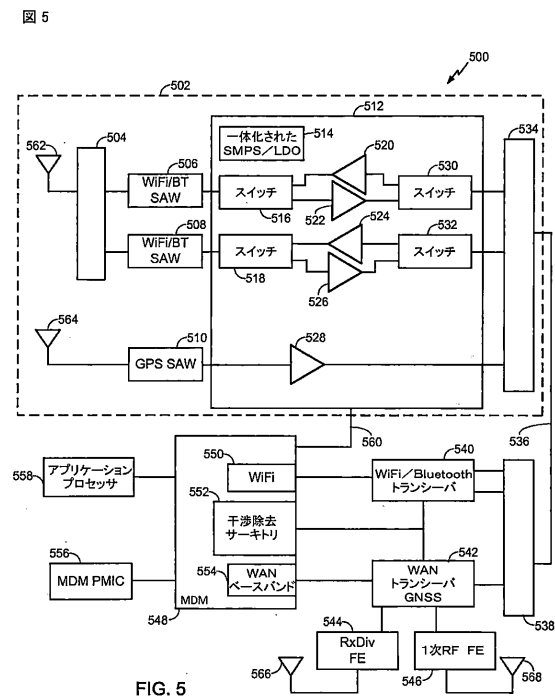 図 5
500
502
512
534
562
504
506
WiFi/BT
SAW
一体化された
SMPS/LDO
514
520
530
スイッチ
516
522
スイッチ
508
WiFi/BT
SAW
524
532
スイッチ
518
526
スイッチ
564
510
GPS SAW
528
560
536
558
アプリケーション
プロセッサ
550
WiFi
540
WiFi/Bluetooth
トランシーバ
552
干渉除去
サーキトリ
556
MDM PMIC
554
WAN
ベースバンド
MDM
548
542
WAN
トランシーバ
GNSS
538
544
RxDiv
FE
1次RF FE
546
566
568
FIG. 5